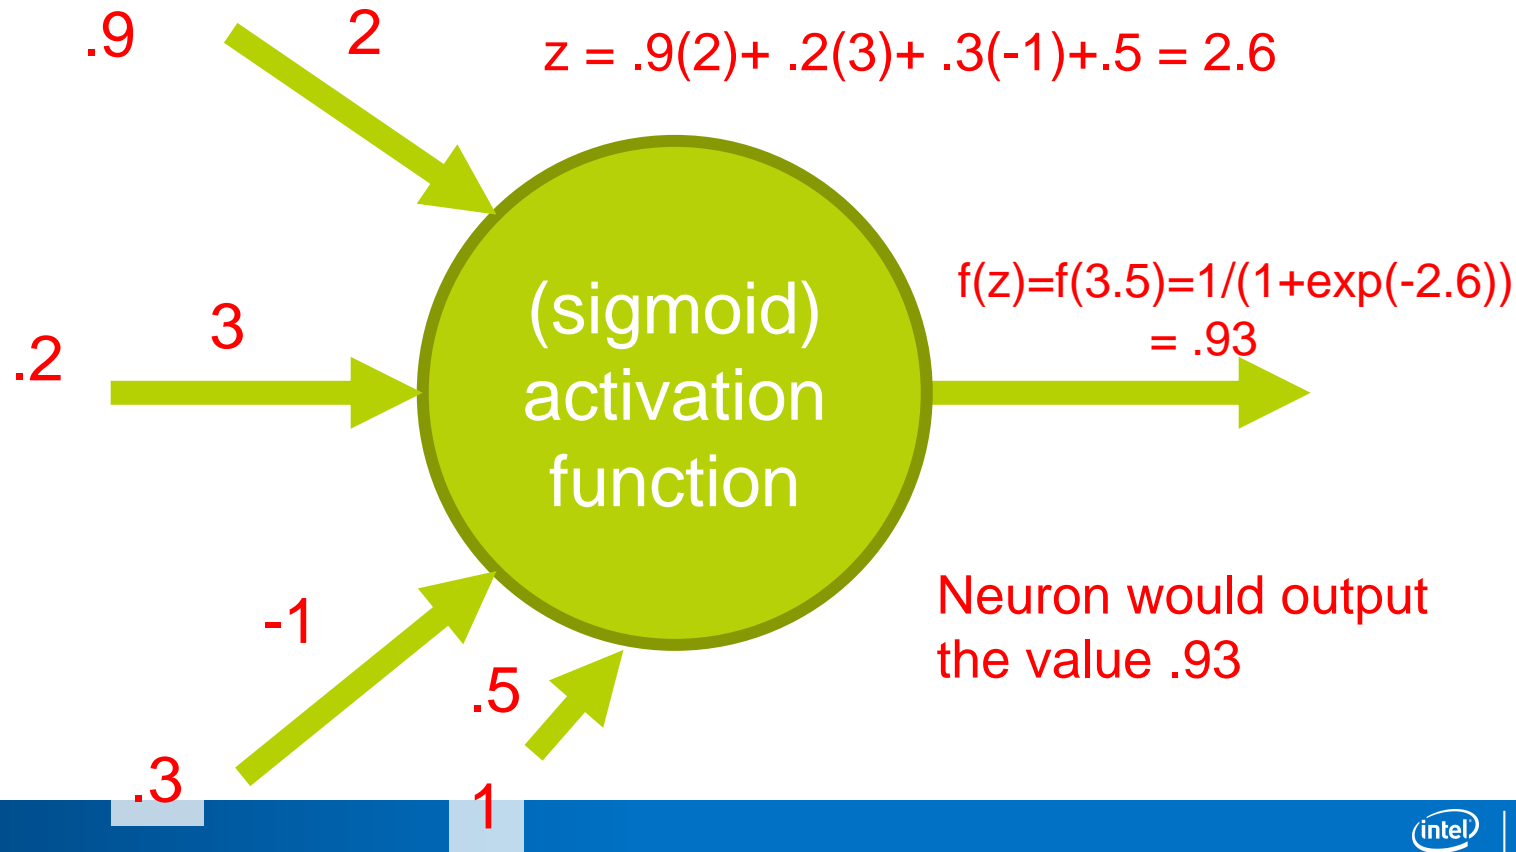 .9
2
z = .9(2)+ .2(3)+ .3(-1)+.5 = 2.6
f(z)=f(3.5)=1/(1+exp(-2.6))
= .93
.2
3
(sigmoid)
activation
function
-1
.3
.5
1
Neuron would output
the value .93
intel